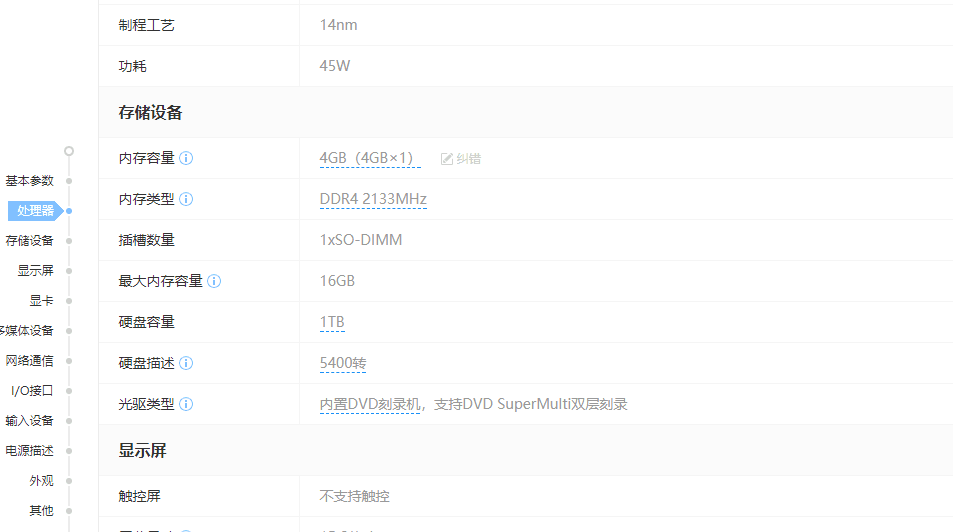 制程工艺 14nm
功耗 45W
存储设备
内存容量 4GB（4GB×1） 纠错
内存类型 DDR4 2133MHz
插槽数量 1xSO-DIMM
最大内存容量 16GB
硬盘容量 1TB
硬盘描述 5400转
光驱类型 内置DVD刻录机，支持DVD SuperMulti双层刻录
显示屏
触控屏 不支持触控
基本参数
处理器
存储设备
显示屏
显卡
多媒体设备
网络通信
I/O接口
输入设备
电源描述
外观
其他